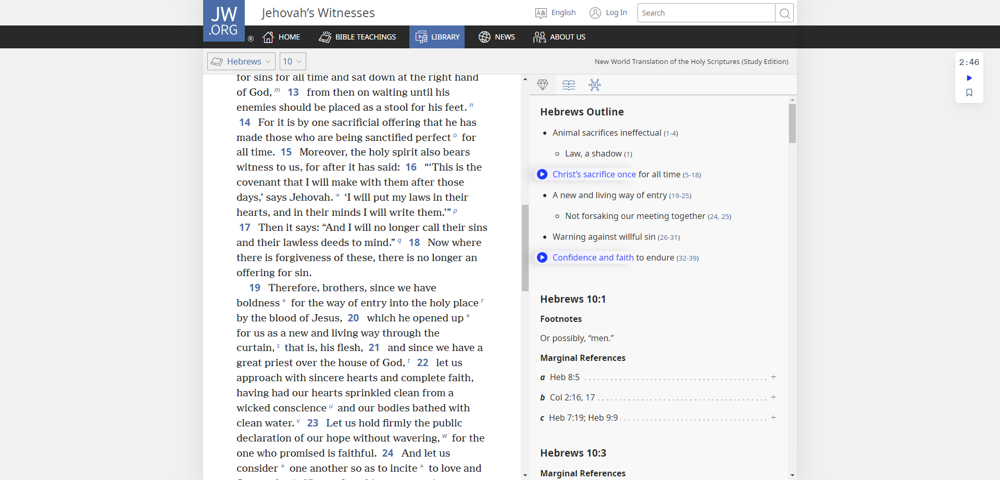 JW
.ORG
®
Jehovah’s Witnesses
English
Log In
Search
HOME
BIBLE TEACHINGS
LIBRARY
NEWS
ABOUT US
Hebrews
10
New World Translation of the Holy Scriptures (Study Edition)
2:46
for sins for all time and sat down at the right hand
of God, m 13 from then on waiting until his
enemies should be placed as a stool for his feet. n
14 For it is by one sacrificial offering that he has
made those who are being sanctified perfect o for
all time. 15 Moreover, the holy spirit also bears
witness to us, for after it has said: 16 “‘This is the
covenant that I will make with them after those
days,’ says Jehovah. * ‘I will put my laws in their
hearts, and in their minds I will write them.’” p
17 Then it says: “And I will no longer call their sins
and their lawless deeds to mind.” q 18 Now where
there is forgiveness of these, there is no longer an
offering for sin.
19 Therefore, brothers, since we have
boldness * for the way of entry into the holy place r
by the blood of Jesus, 20 which he opened up *
for us as a new and living way through the
curtain, s that is, his flesh, 21 and since we have a
great priest over the house of God, t 22 let us
approach with sincere hearts and complete faith,
having had our hearts sprinkled clean from a
wicked conscience u and our bodies bathed with
clean water. v 23 Let us hold firmly the public
declaration of our hope without wavering, w for the
one who promised is faithful. 24 And let us
consider * one another so as to incite * to love and
Hebrews Outline
• Animal sacrifices ineffectual (1-4)
Law, a shadow (1)
Christ’s sacrifice once for all time (5-18)
• A new and living way of entry (19-25)
Not forsaking our meeting together (24, 25)
• Warning against willful sin (26-31)
Confidence and faith to endure (32-39)
Hebrews 10:1
Footnotes
Or possibly, “men.”
Marginal References
a Heb 8:5 +
b Col 2:16, 17 +
c Heb 7:19; Heb 9:9 +
Hebrews 10:3
Marginal References